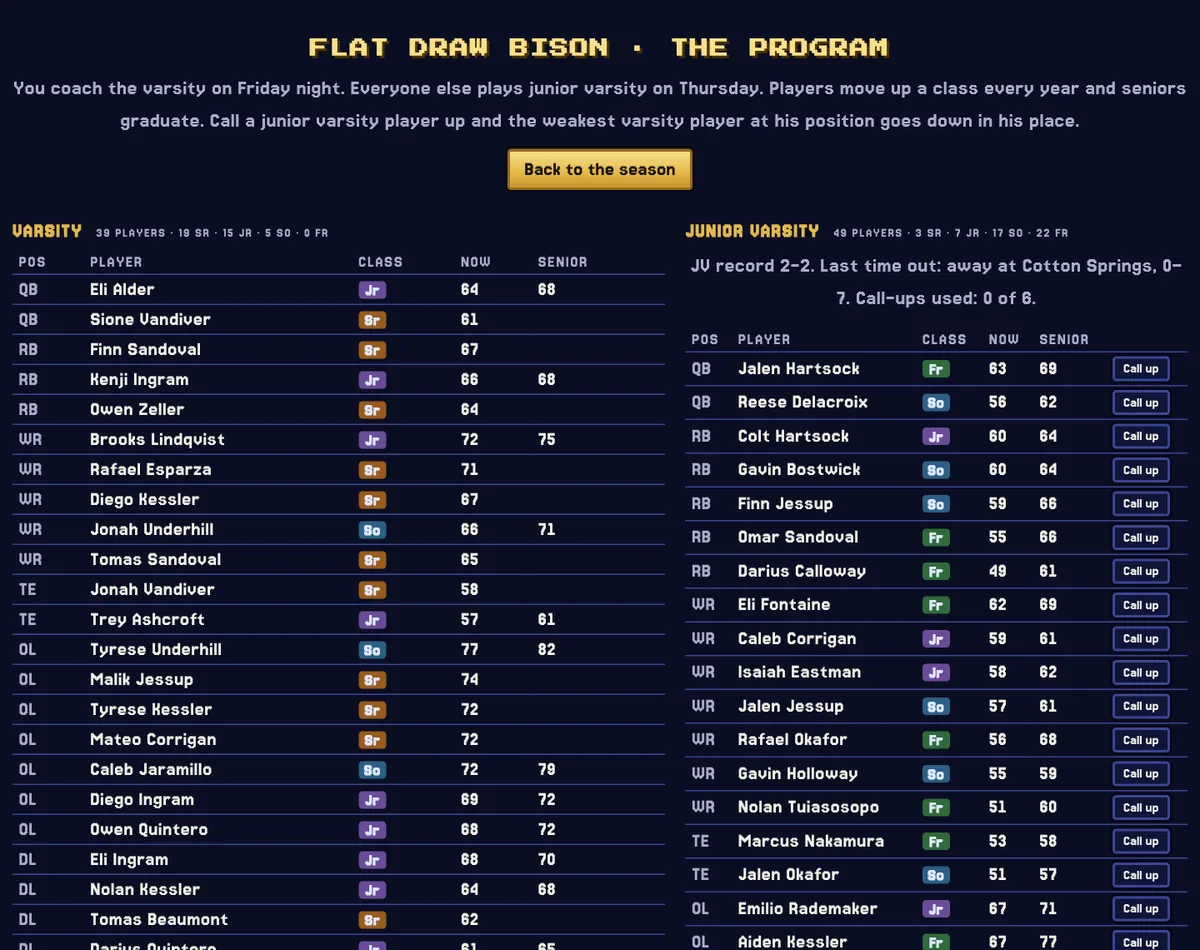 FLAT DRAW BISON · THE PROGRAM
You coach the varsity on Friday night. Everyone else plays junior varsity on Thursday. Players move up a class every year and seniors
graduate. Call a junior varsity player up and the weakest varsity player at his position goes down in his place.
Back to the season
VARSITY 39 PLAYERS · 19 SR · 15 JR · 5 SO · 0 FR
POS PLAYER CLASS NOW SENIOR
QB Eli Alder Jr 64 68
QB Sione Vandiver Sr 61
RB Finn Sandoval Sr 67
RB Kenji Ingram Jr 66 68
RB Owen Zeller Sr 64
WR Brooks Lindqvist Jr 72 75
WR Rafael Esparza Sr 71
WR Diego Kessler Sr 67
WR Jonah Underhill So 66 71
WR Tomas Sandoval Sr 65
TE Jonah Vandiver Sr 58
TE Trey Ashcroft Jr 57 61
OL Tyrese Underhill So 77 82
OL Malik Jessup Sr 74
OL Tyrese Kessler Sr 72
OL Mateo Corrigan Sr 72
OL Caleb Jaramillo So 72 79
OL Diego Ingram Jr 69 72
OL Owen Quintero Jr 68 72
DL Eli Ingram Jr 68 70
DL Nolan Kessler Jr 64 68
DL Tomas Beaumont Sr 62
DL Darius Quintero Jr 61 65
JUNIOR VARSITY 49 PLAYERS · 3 SR · 7 JR · 17 SO · 22 FR
JV record 2-2. Last time out: away at Cotton Springs, 0-
7. Call-ups used: 0 of 6.
POS PLAYER CLASS NOW SENIOR
QB Jalen Hartsock Fr 63 69 Call up
QB Reese Delacroix So 56 62 Call up
RB Colt Hartsock Jr 60 64 Call up
RB Gavin Bostwick So 60 64 Call up
RB Finn Jessup So 59 66 Call up
RB Omar Sandoval Fr 55 66 Call up
RB Darius Calloway Fr 49 61 Call up
WR Eli Fontaine Fr 62 69 Call up
WR Caleb Corrigan Jr 59 61 Call up
WR Isaiah Eastman Jr 58 62 Call up
WR Jalen Jessup So 57 61 Call up
WR Rafael Okafor Fr 56 68 Call up
WR Gavin Holloway So 55 59 Call up
WR Nolan Tuiasosopo Fr 51 60 Call up
TE Marcus Nakamura Fr 53 58 Call up
TE Jalen Okafor So 51 57 Call up
OL Emilio Rademaker Jr 67 71 Call up
OL Aiden Kessler Fr 67 77 Call up